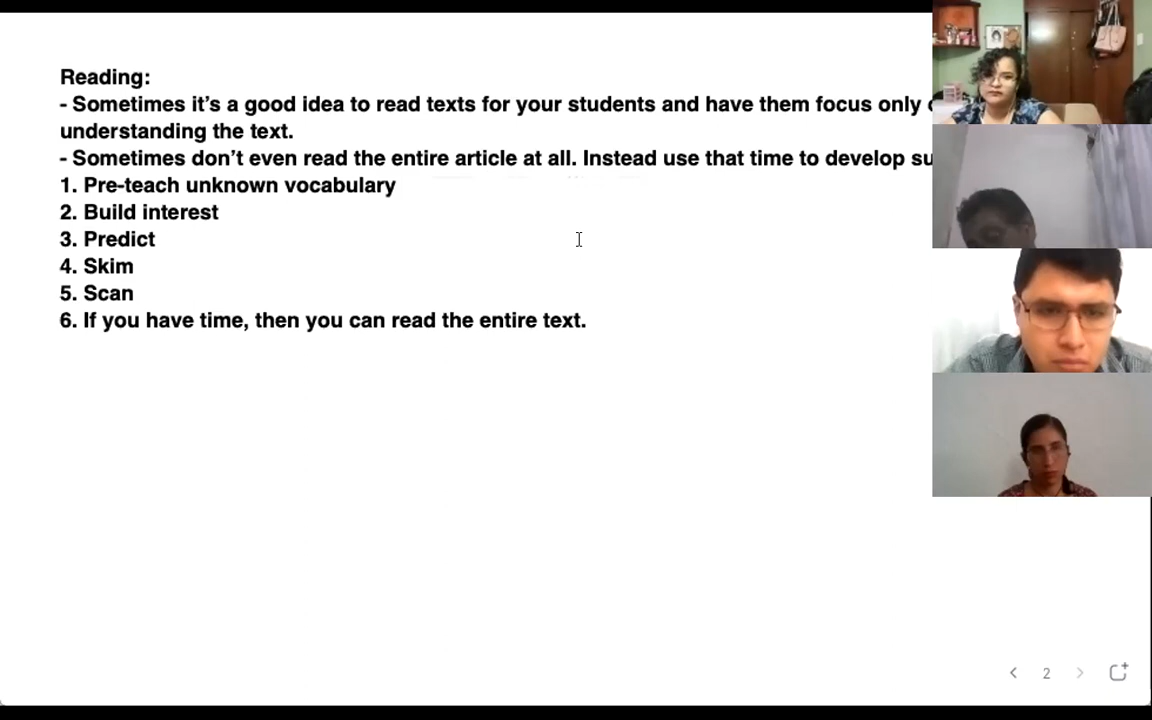 Reading:
- Sometimes it's a good idea to read texts for your students and have them focus only
understanding the text.
- Sometimes don't even read the entire article at all. Instead use that time to develop
1. Pre-teach unknown vocabulary
2. Build interest
3. Predict
4. Skim
5. Scan
6. If you have time, then you can read the entire text.
2